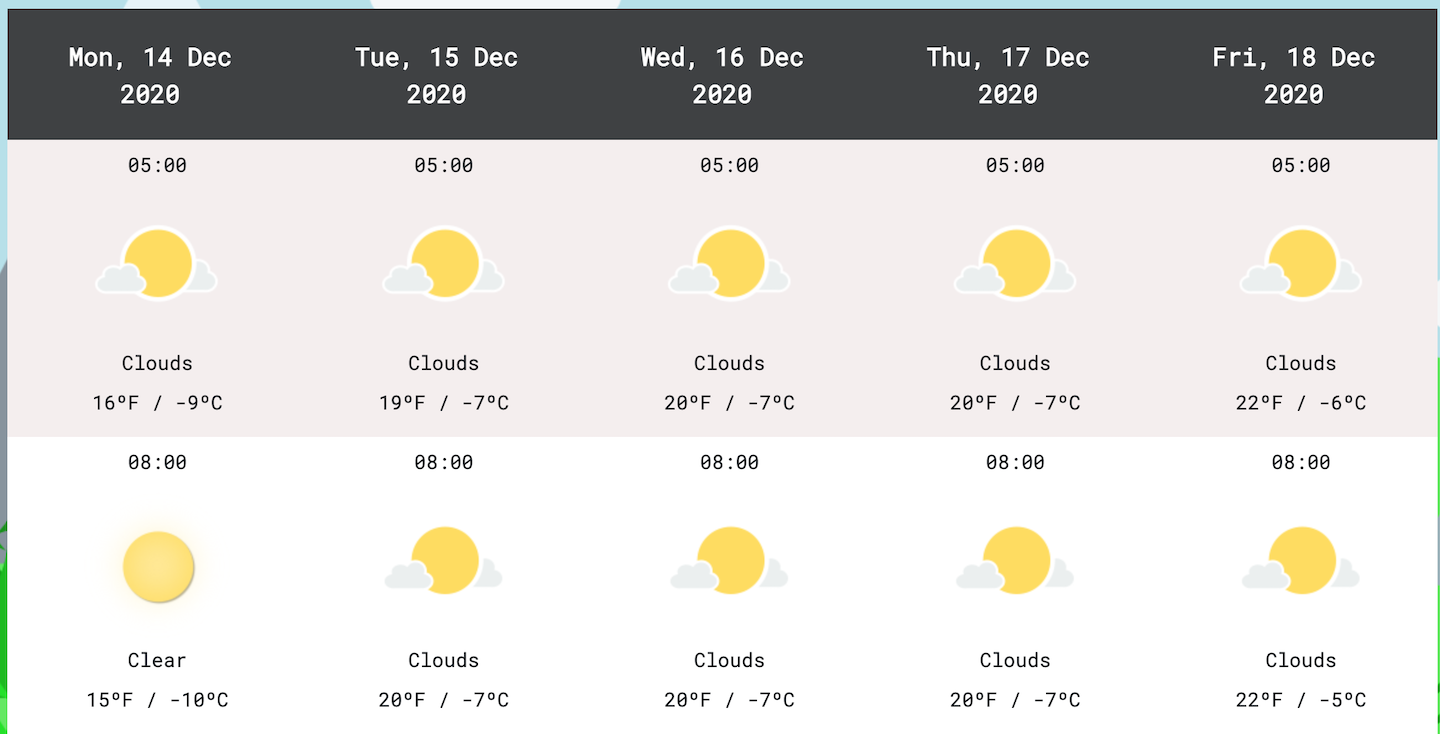 Mon, 14 Dec 2020
Tue, 15 Dec 2020
Wed, 16 Dec 2020
Thu, 17 Dec 2020
Fri, 18 Dec 2020
05:00 05:00 05:00 05:00 05:00
Clouds Clouds Clouds Clouds Clouds
16ºF / -9ºC 19ºF / -7ºC 20ºF / -7ºC 20ºF / -7ºC 22ºF / -6ºC
08:00 08:00 08:00 08:00 08:00
Clear Clouds Clouds Clouds Clouds
15ºF / -10ºC 20ºF / -7ºC 20ºF / -7ºC 20ºF / -7ºC 22ºF / -5ºC